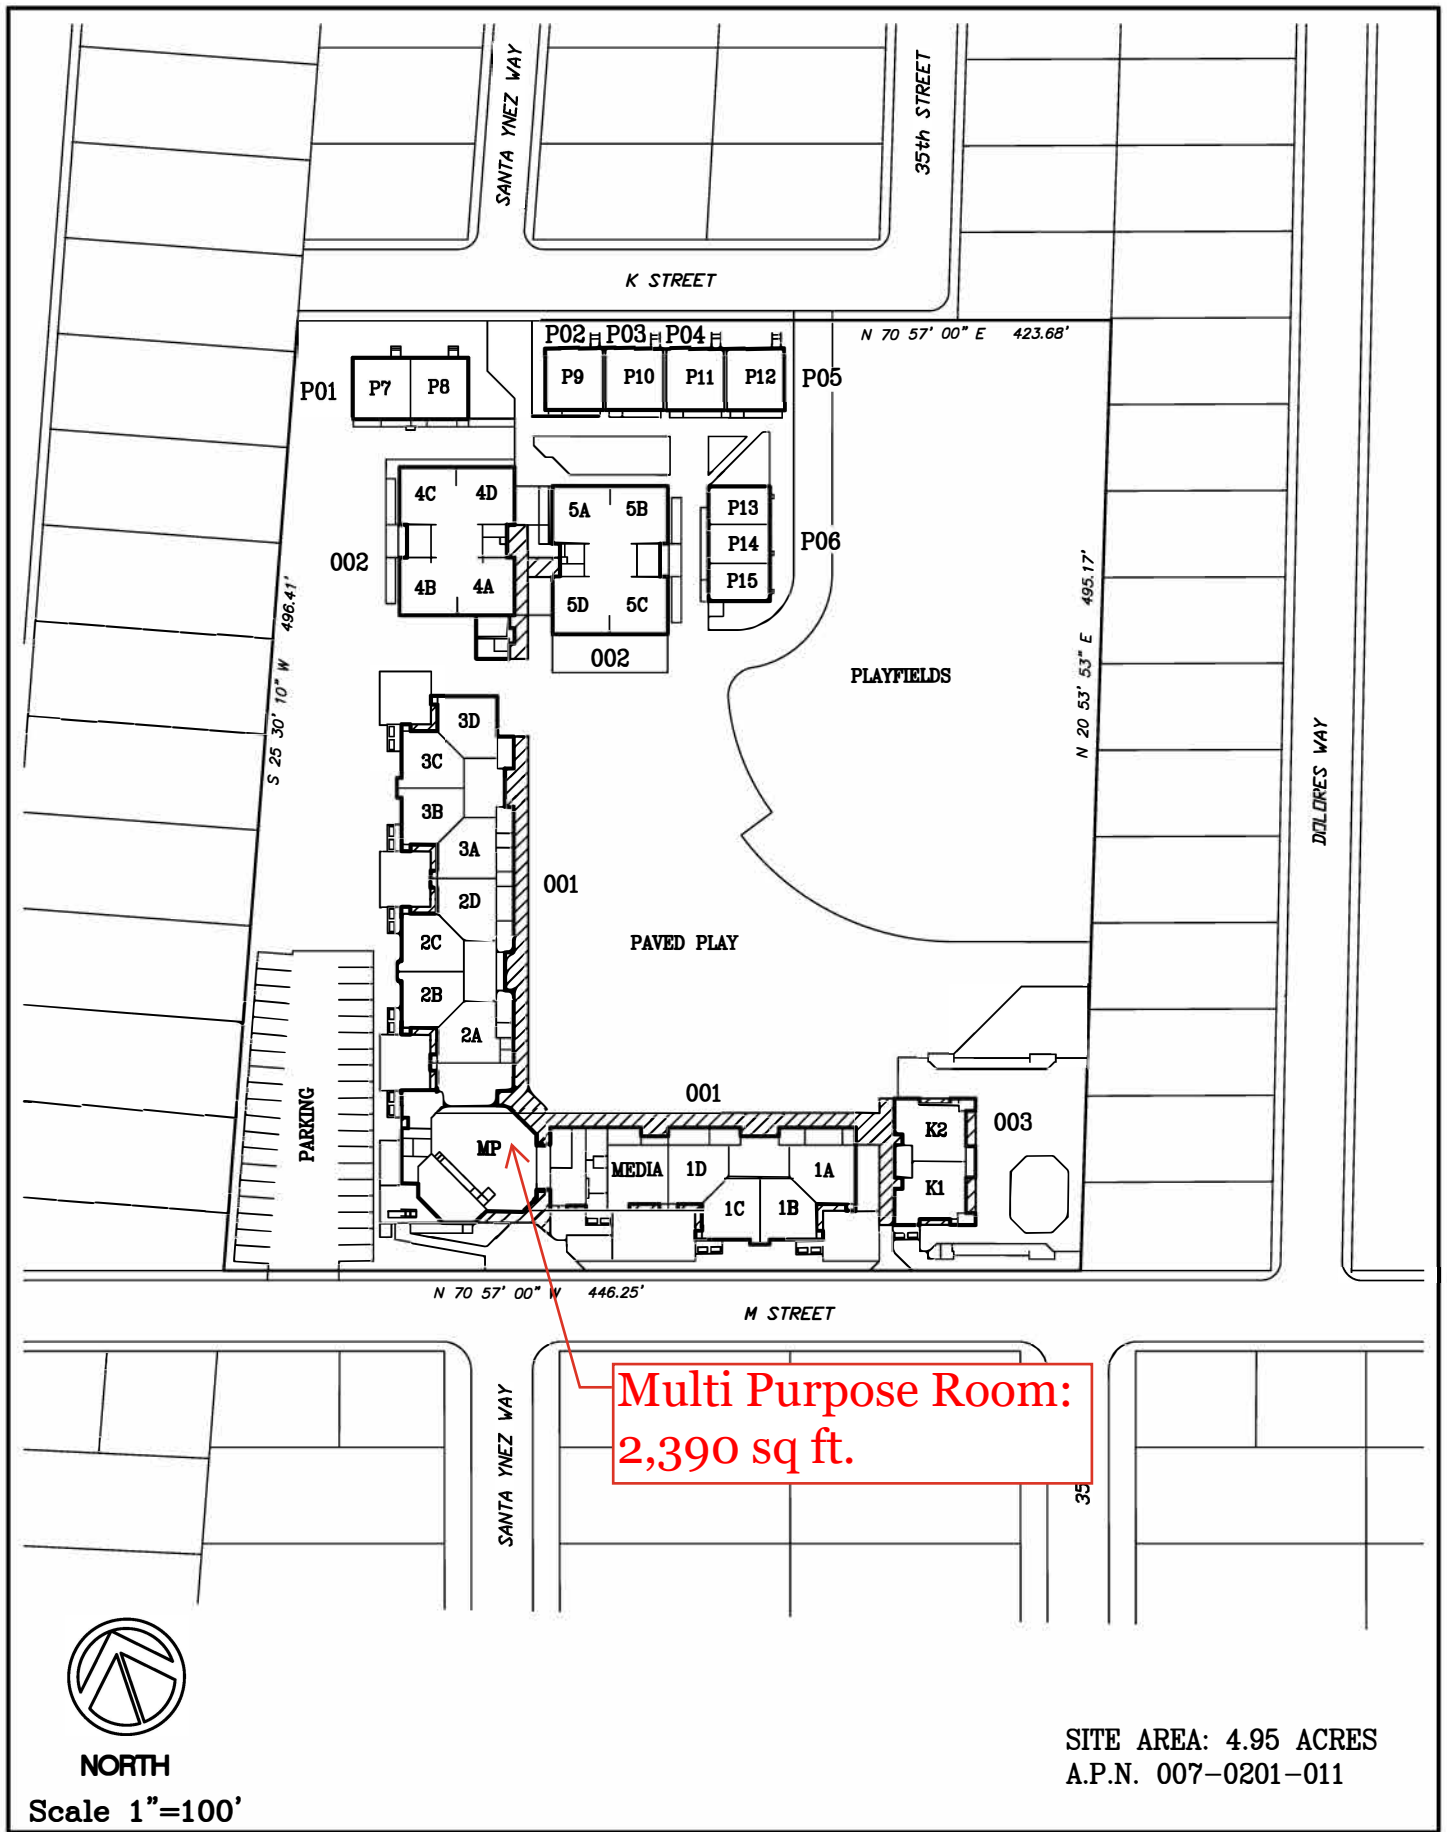 SANTA YNEZ WAY
35th STREET
K STREET
N 70 57' 00" E 423.68'
P02
P03
P04
P01
P7
P8
P9
P10
P11
P12
P05
4C
4D
5A
5B
P13
P14
P15
P06
002
4B
4A
5D
5C
002
S 25 30' 10" W 496.41'
N 20 53' 53" E 495.17'
PLAYFIELDS
DOLORES WAY
3D
3C
3B
3A
001
2D
2C
2B
2A
PAVED PLAY
PARKING
001
003
MP
MEDIA
1D
1A
1C
1B
K2
K1
N 70 57' 00" W 446.25'
M STREET
Multi Purpose Room:
2,390 sq ft.
SANTA YNEZ WAY
35
NORTH
Scale 1"=100'
SITE AREA: 4.95 ACRES
A.P.N. 007-0201-011